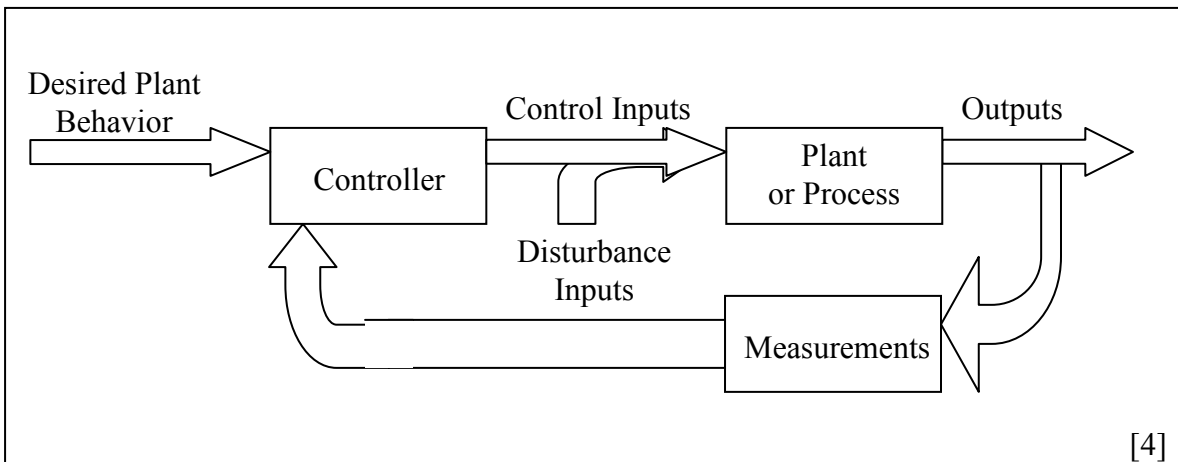 Desired Plant
Behavior
Controller
Control Inputs
Disturbance
Inputs
Plant
or Process
Outputs
Measurements
[4]